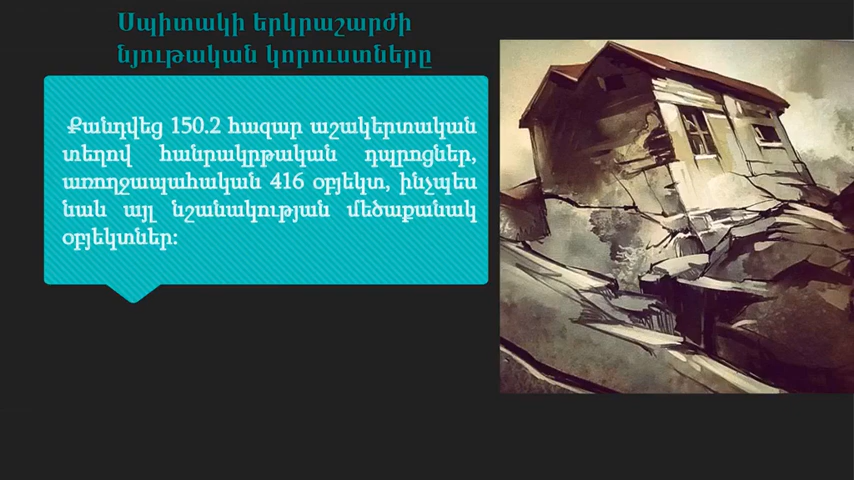 Սպիտակի երկրաշարժի
նյութական կորուստները
Քանդվեց 150.2 հազար աշակերտական
տեղով հանրակրթական դպրոցներ,
առողջապահական 416 օբյեկտ, ինչպես
նաև այլ նշանակության մեծաքանակ
օբյեկտներ: